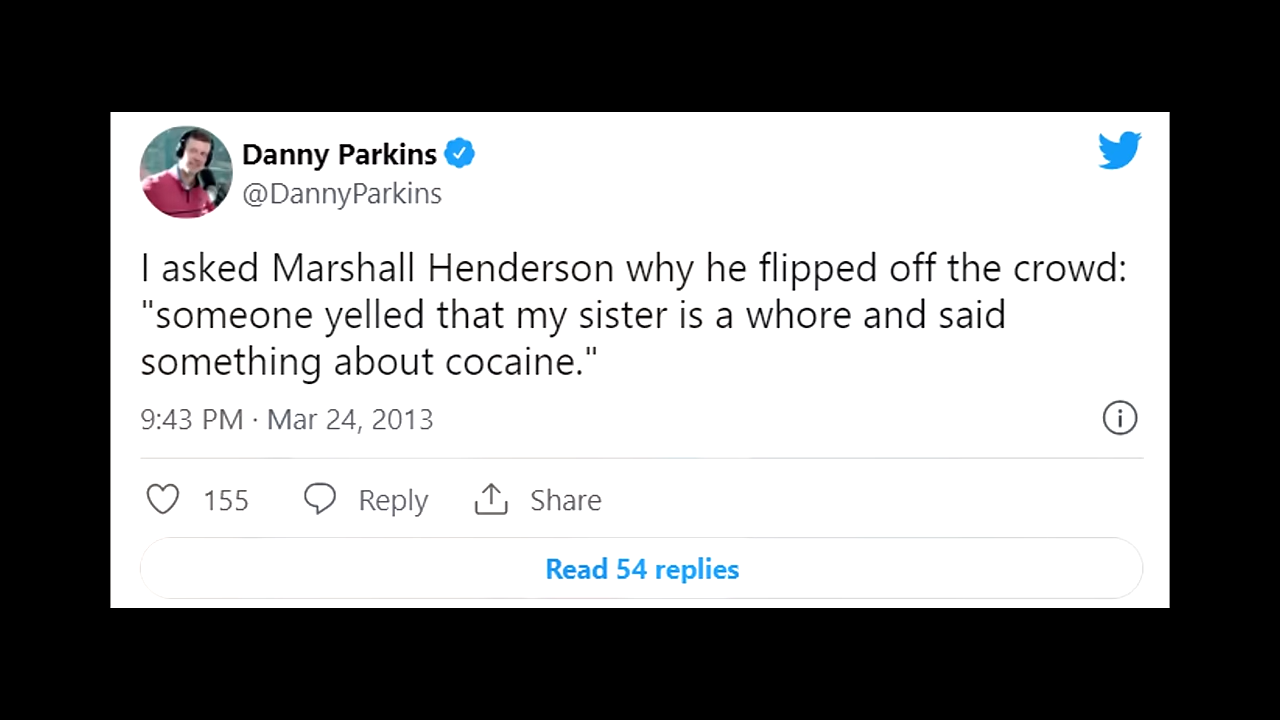 Danny Parkins
@DannyParkins
I asked Marshall Henderson why he flipped off the crowd:
"someone yelled that my sister is a whore and said
something about cocaine."
9:43 PM · Mar 24, 2013
155 Reply Share
Read 54 replies